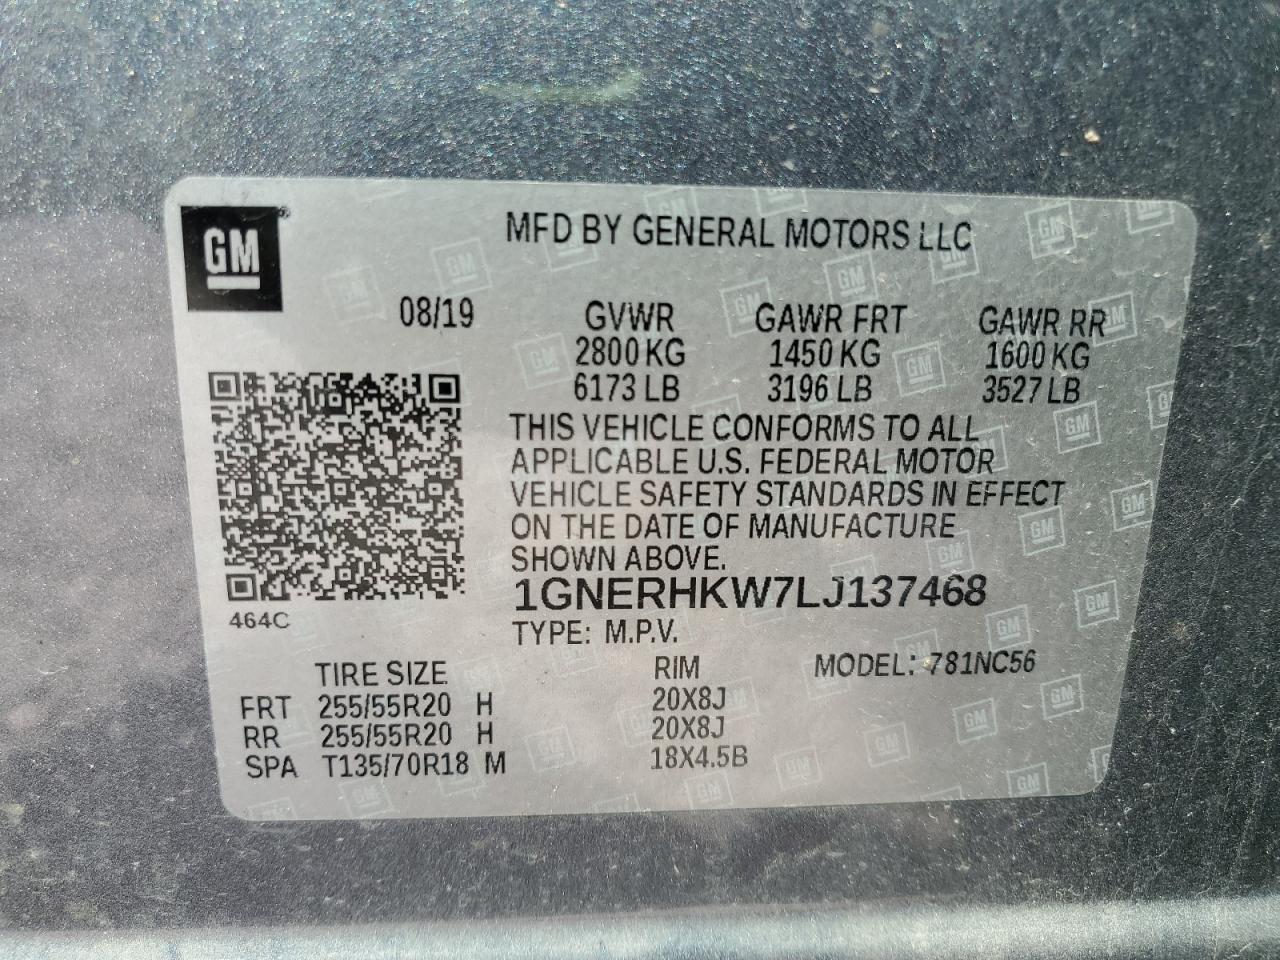 GM
MFD BY GENERAL MOTORS LLC
08/19
GVWR GAWR FRT GAWR RR
2800 KG 1450 KG 1600 KG
6173 LB 3196 LB 3527 LB
THIS VEHICLE CONFORMS TO ALL
APPLICABLE U.S. FEDERAL MOTOR
VEHICLE SAFETY STANDARDS IN EFFECT
ON THE DATE OF MANUFACTURE
SHOWN ABOVE.
1GNERHKW7LJ137468
464C
TYPE: M.P.V.
TIRE SIZE RIM MODEL: 781NC56
FRT 255/55R20 H 20X8J
RR 255/55R20 H 20X8J
SPA T135/70R18 M 18X4.5B